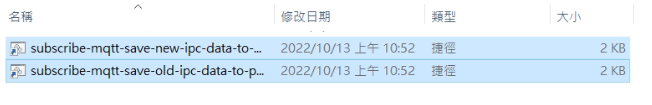 名稱 修改日期 類型 大小
subscribe-mqtt-save-new-ipc-data-to-... 2022/10/13 上午 10:52 捷徑 2 KB
subscribe-mqtt-save-old-ipc-data-to-p... 2022/10/13 上午 10:52 捷徑 2 KB